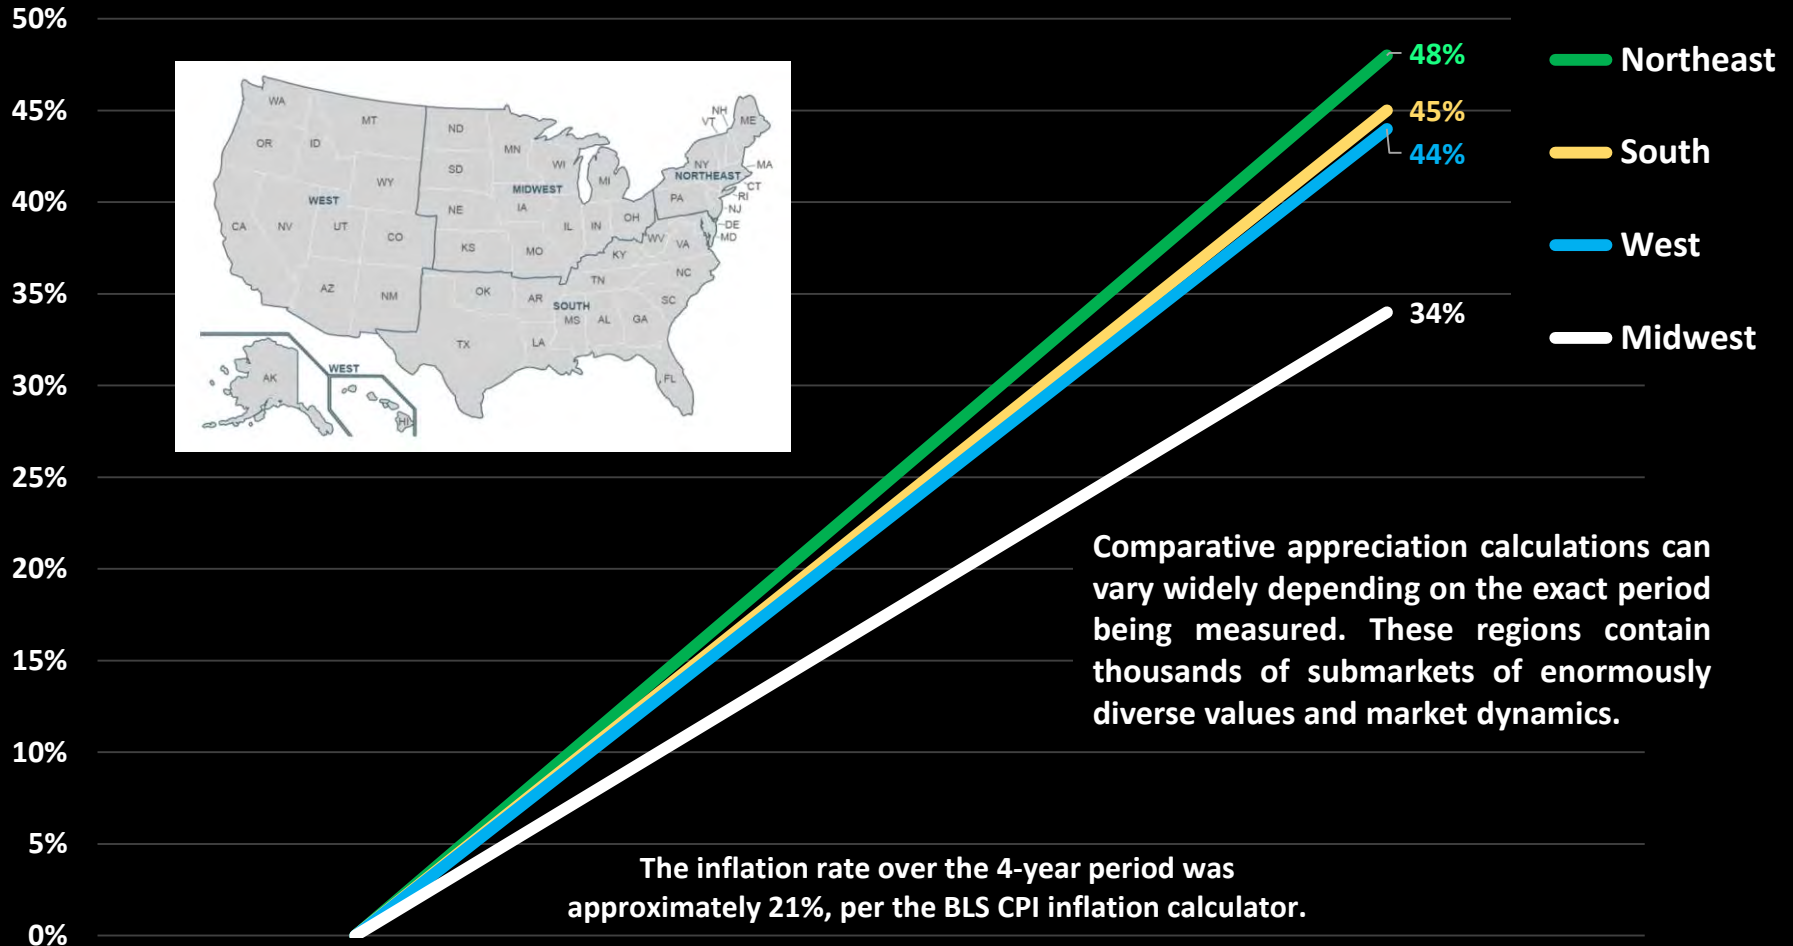 50%
45%
40%
35%
30%
25%
20%
15%
10%
5%
0%
WA
MT
ND
OR
ID
MN
WI
SD
WY
MI
NH
VT
ME
NY
MA
NORTHEAST
CT
RI
PA
NJ
DE
MD
WEST
MIDWEST
NE
IA
CA
NV
UT
CO
IL
IN
OH
WV
VA
KS
MO
KY
NC
TN
AZ
NM
OK
AR
SOUTH
SC
MS
AL
GA
TX
LA
FL
WEST
AK
HI
48%
45%
44%
34%
Northeast
South
West
Midwest
Comparative appreciation calculations can
vary widely depending on the exact period
being measured. These regions contain
thousands of submarkets of enormously
diverse values and market dynamics.
The inflation rate over the 4-year period was
approximately 21%, per the BLS CPI inflation calculator.